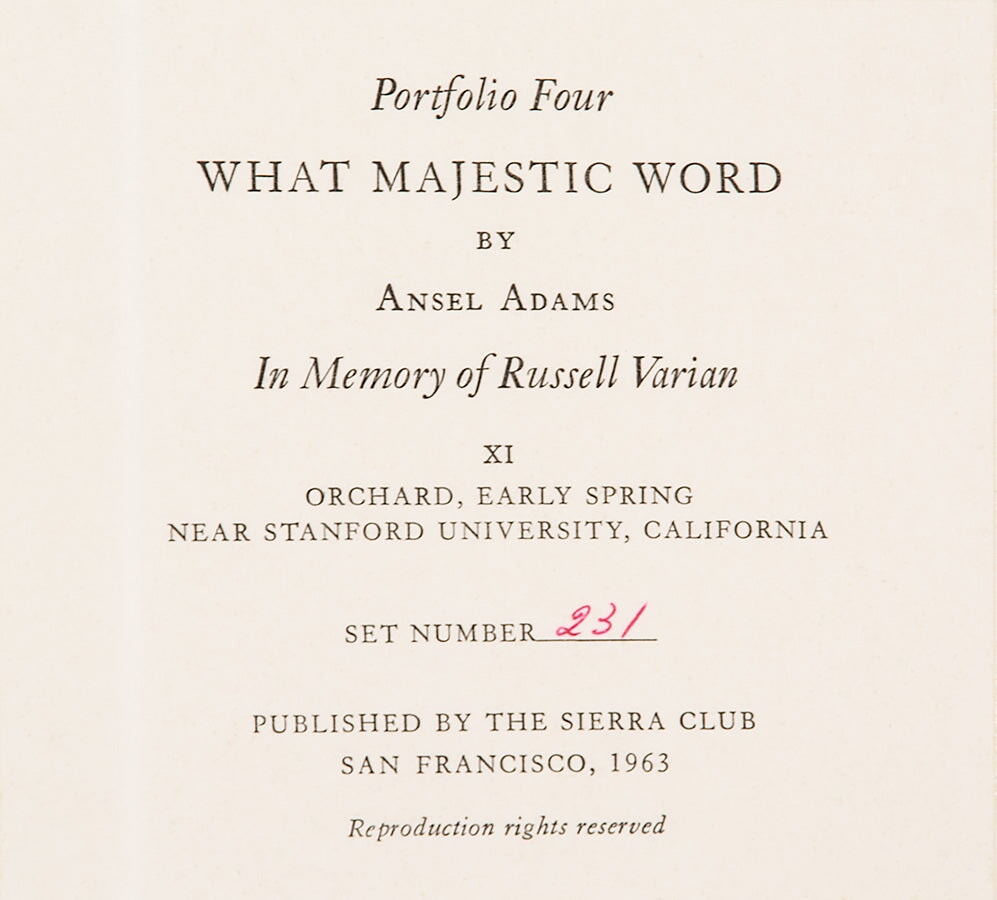 Portfolio Four
WHAT MAJESTIC WORD
BY
ANSEL ADAMS
In Memory of Russell Varian
XI
ORCHARD, EARLY SPRING
NEAR STANFORD UNIVERSITY, CALIFORNIA
SET NUMBER 231
PUBLISHED BY THE SIERRA CLUB
SAN FRANCISCO, 1963
Reproduction rights reserved